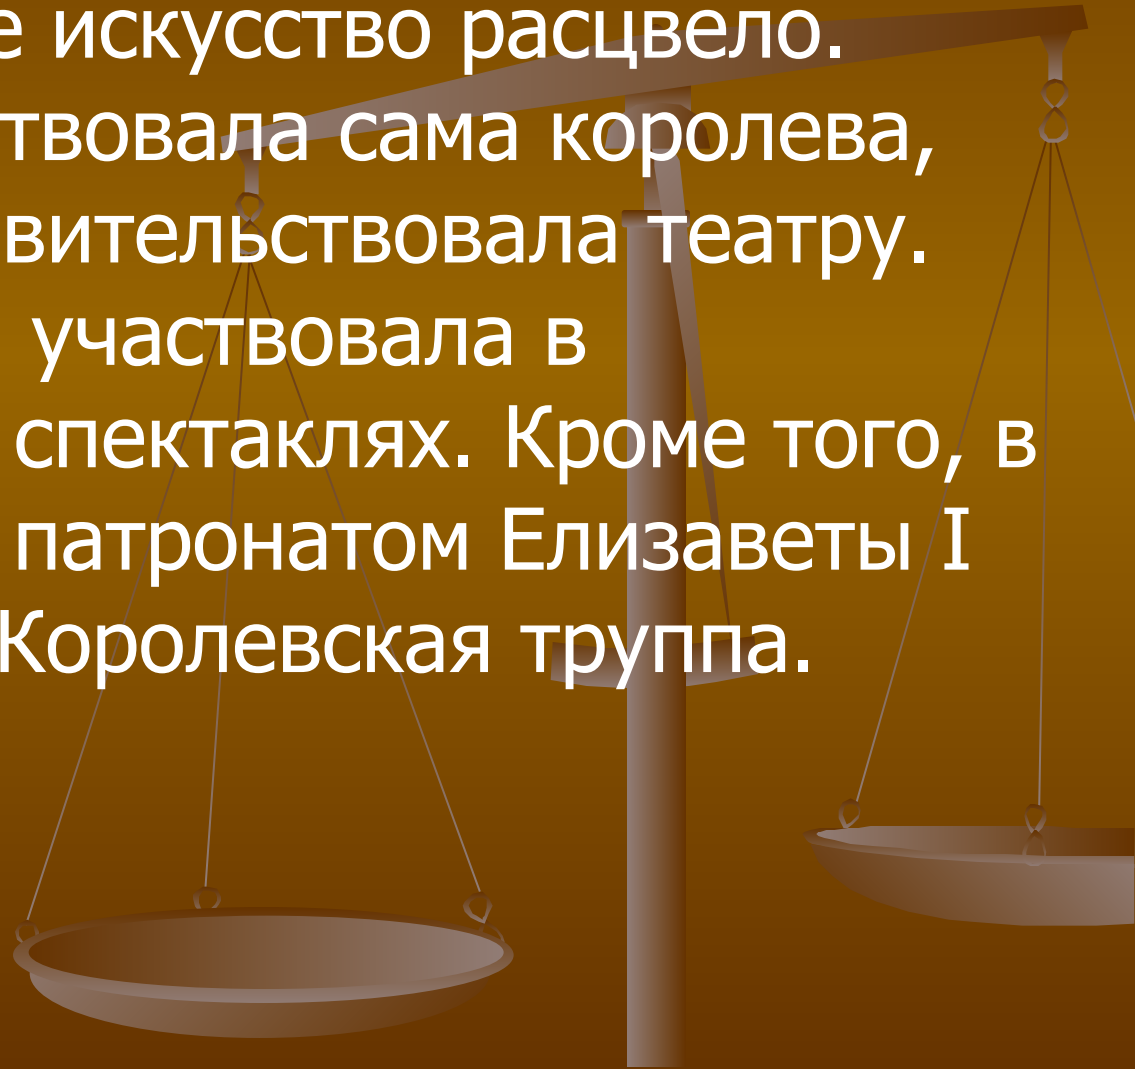 е искусство расцвело.
твовала сама королева,
вительствовала театру.
участвовала в
спектаклях. Кроме того, в
патронатом Елизаветы I
Королевская труппа.